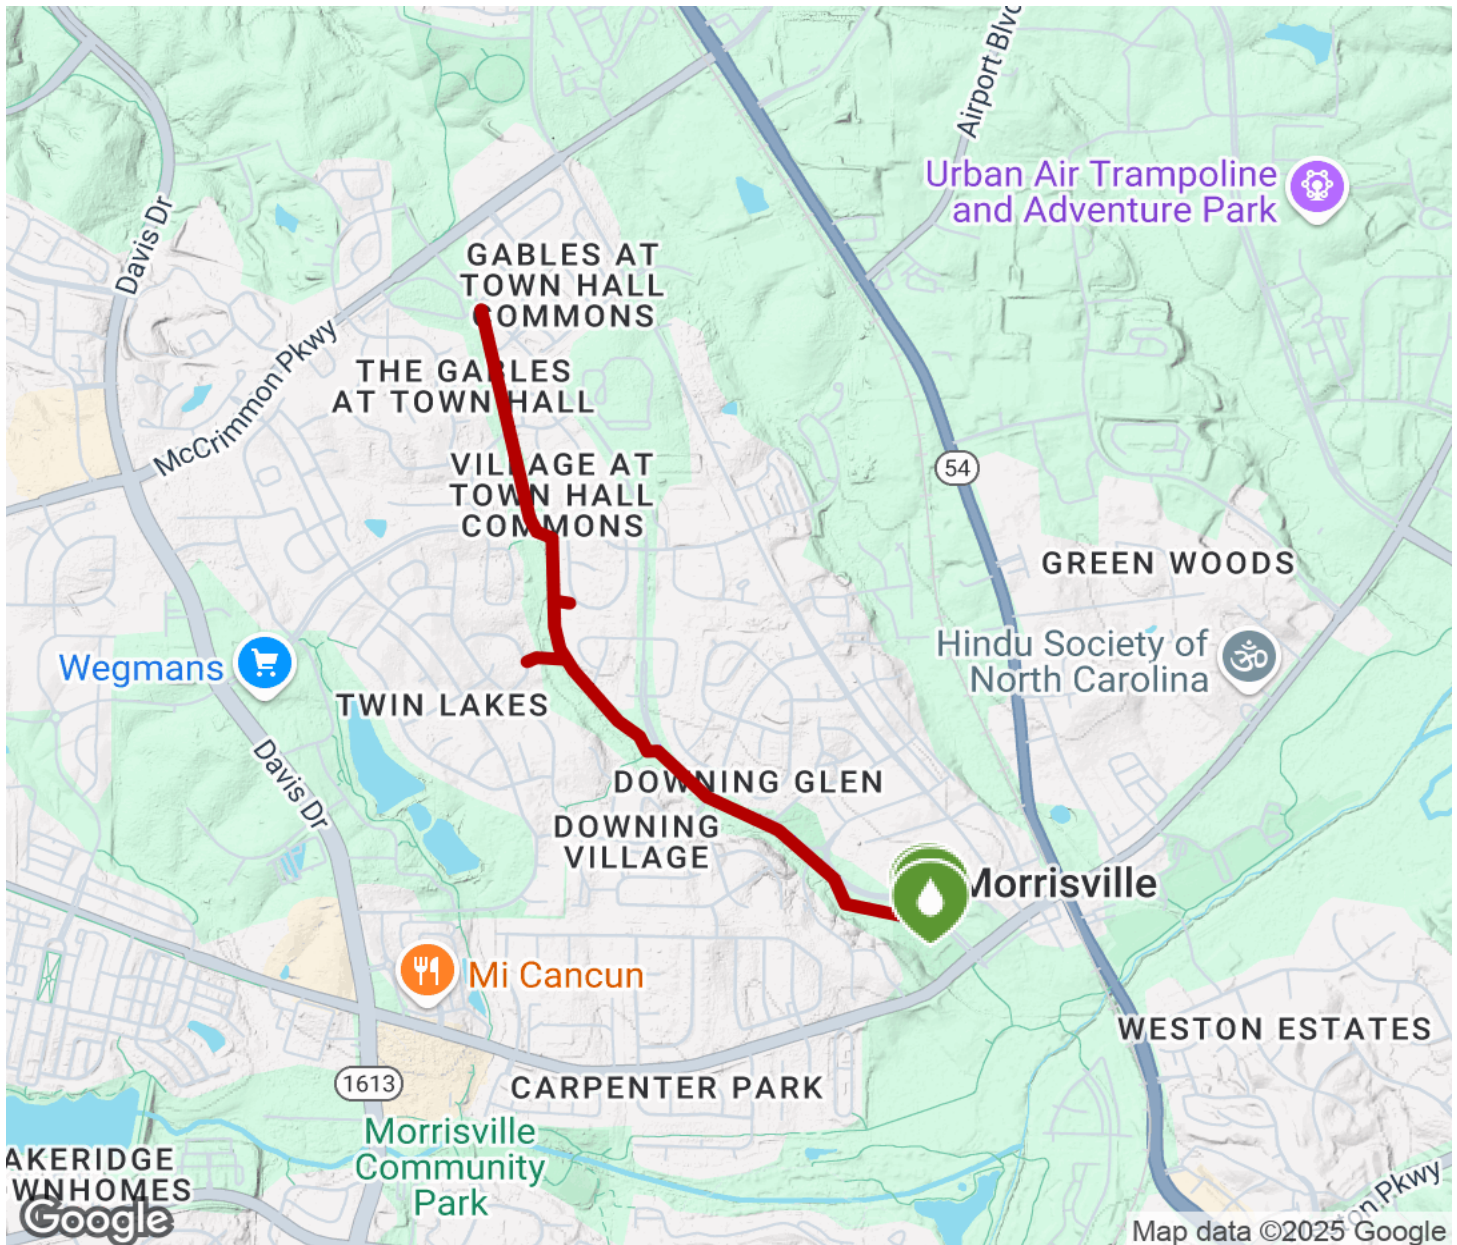 Airport Blvd
Urban Air Trampoline
and Adventure Park
Davis Dr
GABLES AT
TOWN HALL
COMMONS
McCrimmon Pkwy
THE GABLES
AT TOWN HALL
VILLAGE AT
TOWN HALL
COMMONS
54
GREEN WOODS
Hindu Society of
North Carolina
Wegmans
TWIN LAKES
Davis Dr
DOWNING GLEN
DOWNING
VILLAGE
Morrisville
Mi Cancun
WESTON ESTATES
1613
CARPENTER PARK
Morrisville
Community
Park
AKERIDGE
WNHOMES
ton Pkwy
Google
Map data ©2025 Google